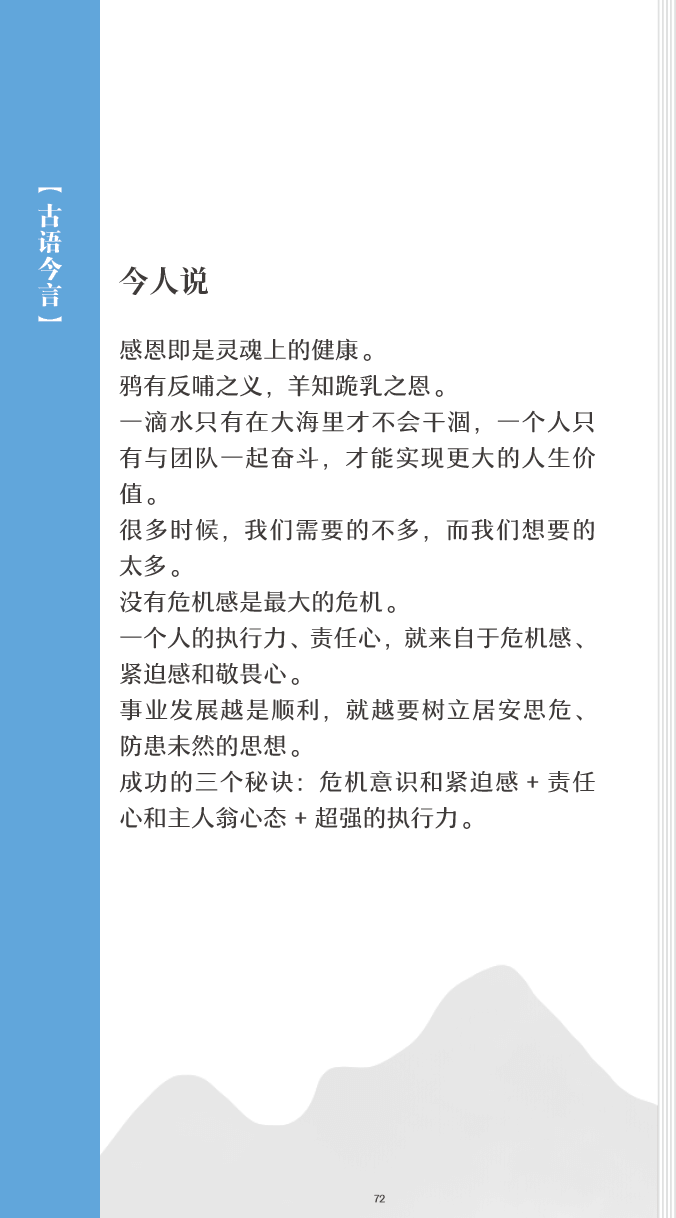 【古语今言】
今人说
感恩即是灵魂上的健康。
鸦有反哺之义，羊知跪乳之恩。
一滴水只有在大海里才不会干涸，一个人只
有与团队一起奋斗，才能实现更大的人生价
值。
很多时候，我们需要的不多，而我们想要的
太多。
没有危机感是最大的危机。
一个人的执行力、责任心，就来自于危机感、
紧迫感和敬畏心。
事业发展越是顺利，就越要树立居安思危、
防患未然的思想。
成功的三个秘诀：危机意识和紧迫感 + 责任
心和主人翁心态 + 超强的执行力。
72